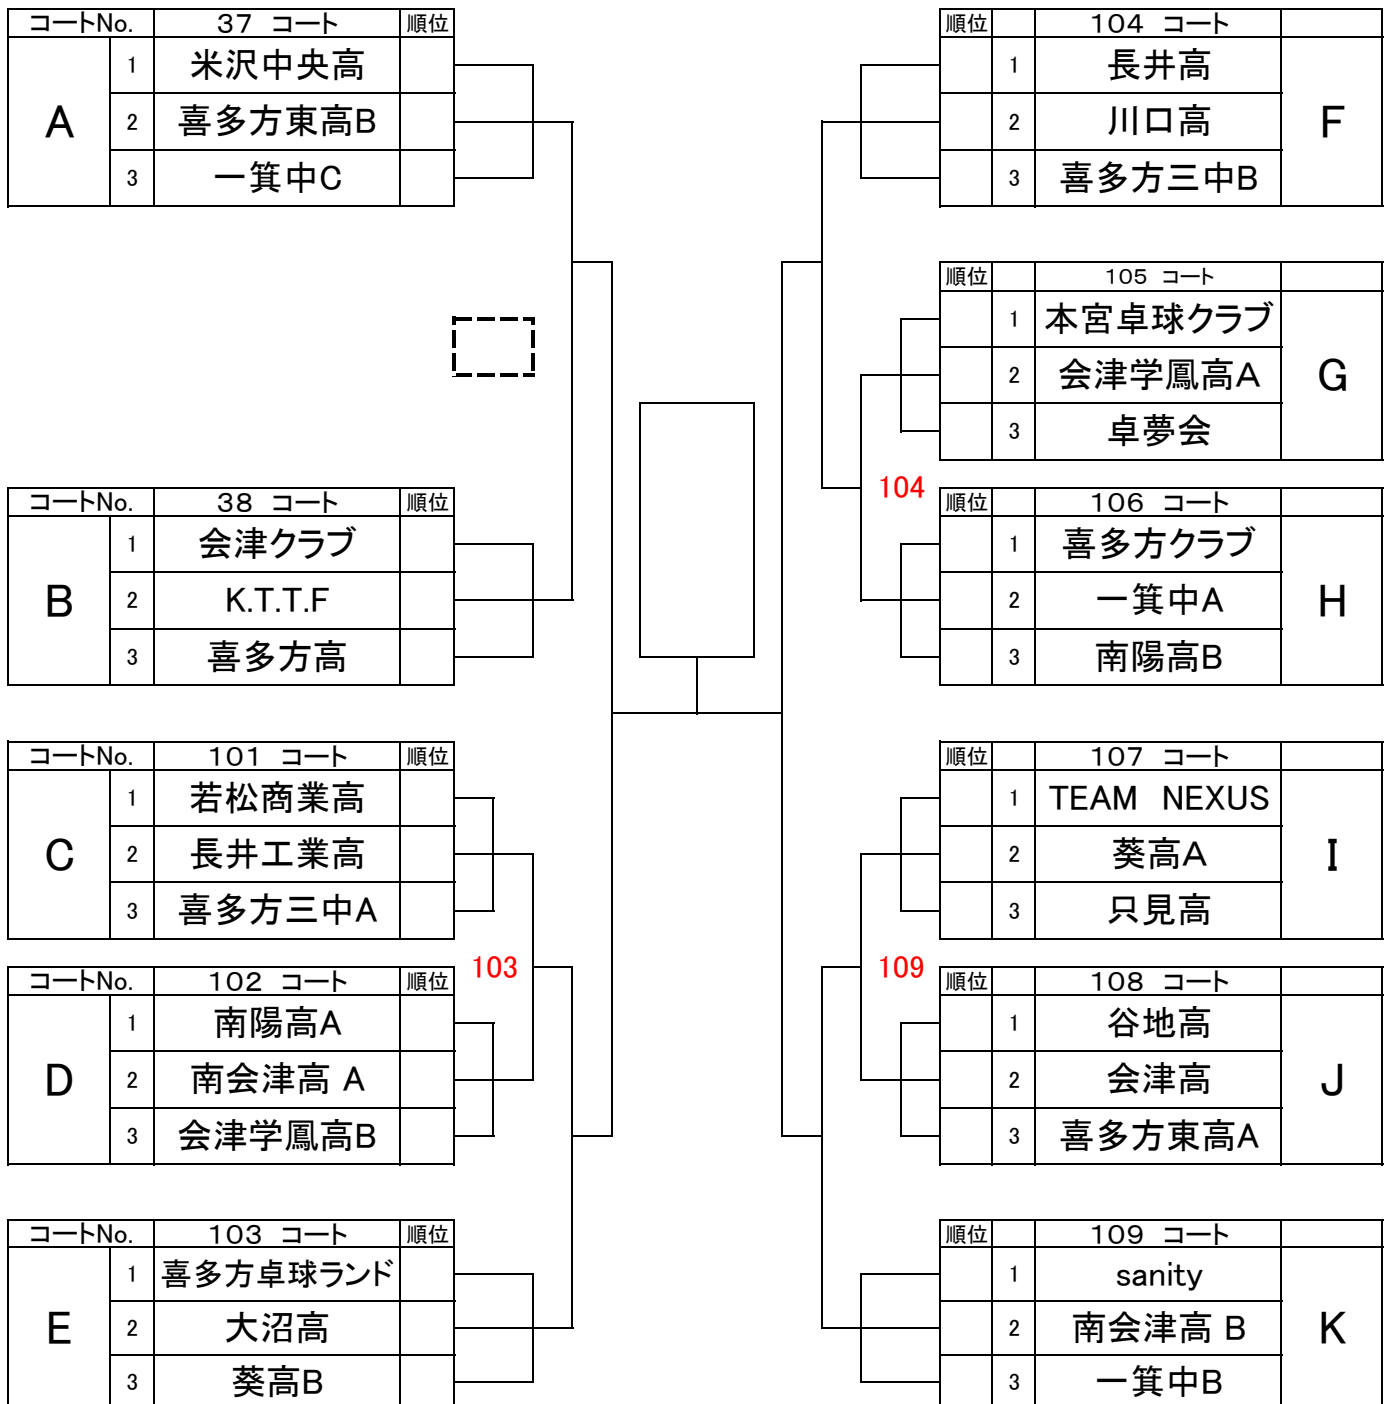 コートNo. 37 コート 順位
A
1 米沢中央高
2 喜多方東高B
3 一箕中C
コートNo. 38 コート 順位
B
1 会津クラブ
2 K.T.T.F
3 喜多方高
コートNo. 101 コート 順位
C
1 若松商業高
2 長井工業高
3 喜多方三中A
103
コートNo. 102 コート 順位
D
1 南陽高A
2 南会津高 A
3 会津学鳳高B
コートNo. 103 コート 順位
E
1 喜多方卓球ランド
2 大沼高
3 葵高B
順位 104 コート
1 長井高
2 川口高
3 喜多方三中B
F
順位 105 コート
1 本宮卓球クラブ
2 会津学鳳高A
3 卓夢会
G
104
順位 106 コート
1 喜多方クラブ
2 一箕中A
3 南陽高B
H
順位 107 コート
1 TEAM NEXUS
2 葵高A
3 只見高
I
109
順位 108 コート
1 谷地高
2 会津高
3 喜多方東高A
J
順位 109 コート
1 sanity
2 南会津高 B
3 一箕中B
K